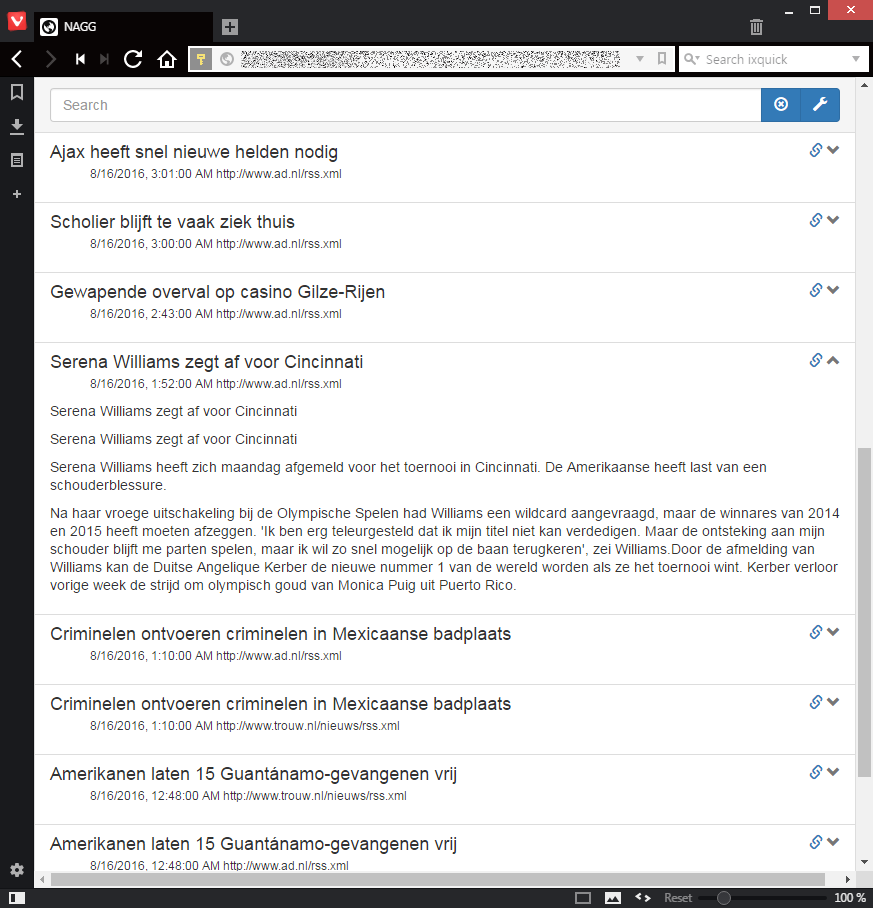 NAGG
Search ixquick
Search
Ajax heeft snel nieuwe helden nodig
8/16/2016, 3:01:00 AM http://www.ad.nl/rss.xml
Scholier blijft te vaak ziek thuis
8/16/2016, 3:00:00 AM http://www.ad.nl/rss.xml
Gewapende overval op casino Gilze-Rijen
8/16/2016, 2:43:00 AM http://www.ad.nl/rss.xml
Serena Williams zegt af voor Cincinnati
8/16/2016, 1:52:00 AM http://www.ad.nl/rss.xml
Serena Williams zegt af voor Cincinnati
Serena Williams zegt af voor Cincinnati
Serena Williams heeft zich maandag afgemeld voor het toernooi in Cincinnati. De Amerikaanse heeft last van een
schouderblessure.
Na haar vroege uitschakeling bij de Olympische Spelen had Williams een wildcard aangevraagd, maar de winnares van 2014
en 2015 heeft moeten afzeggen. 'Ik ben erg teleurgesteld dat ik mijn titel niet kan verdedigen. Maar de ontsteking aan mijn
schouder blijft me parten spelen, maar ik wil zo snel mogelijk op de baan terugkeren', zei Williams.Door de afmelding van
Williams kan de Duitse Angelique Kerber de nieuwe nummer 1 van de wereld worden als ze het toernooi wint. Kerber verloor
vorige week de strijd om olympisch goud van Monica Puig uit Puerto Rico.
Criminelen ontvoeren criminelen in Mexicaanse badplaats
8/16/2016, 1:10:00 AM http://www.ad.nl/rss.xml
Criminelen ontvoeren criminelen in Mexicaanse badplaats
8/16/2016, 1:10:00 AM http://www.trouw.nl/nieuws/rss.xml
Amerikanen laten 15 Guantánamo-gevangenen vrij
8/16/2016, 12:48:00 AM http://www.trouw.nl/nieuws/rss.xml
Amerikanen laten 15 Guantánamo-gevangenen vrij
8/16/2016, 12:48:00 AM http://www.ad.nl/rss.xml
Reset
100 %